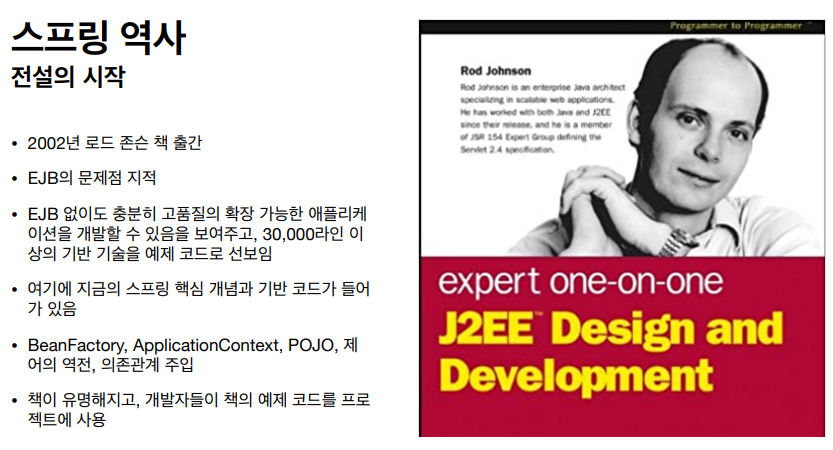 스프링 역사
전설의 시작
• 2002년 로드 존슨 책 출간
• EJB의 문제점 지적
• EJB 없이도 충분히 고품질의 확장 가능한 애플리케
이션을 개발할 수 있음을 보여주고, 30,000라인 이
상의 기반 기술을 예제 코드로 선보임
• 여기에 지금의 스프링 핵심 개념과 기반 코드가 들어
가 있음
• BeanFactory, ApplicationContext, POJO, 제
어의 역전, 의존관계 주입
• 책이 유명해지고, 개발자들이 책의 예제 코드를 프로
젝트에 사용
Programmer to Programmer™
Rod Johnson
Rod Johnson is an enterprise Java architect
specializing in scalable web applications.
He has worked with both Java and J2EE
since their release, and he is a member
of JSR 154 Expert Group defining the
Servlet 2.4 specification.
expert one-on-one
J2EE™ Design and
Development